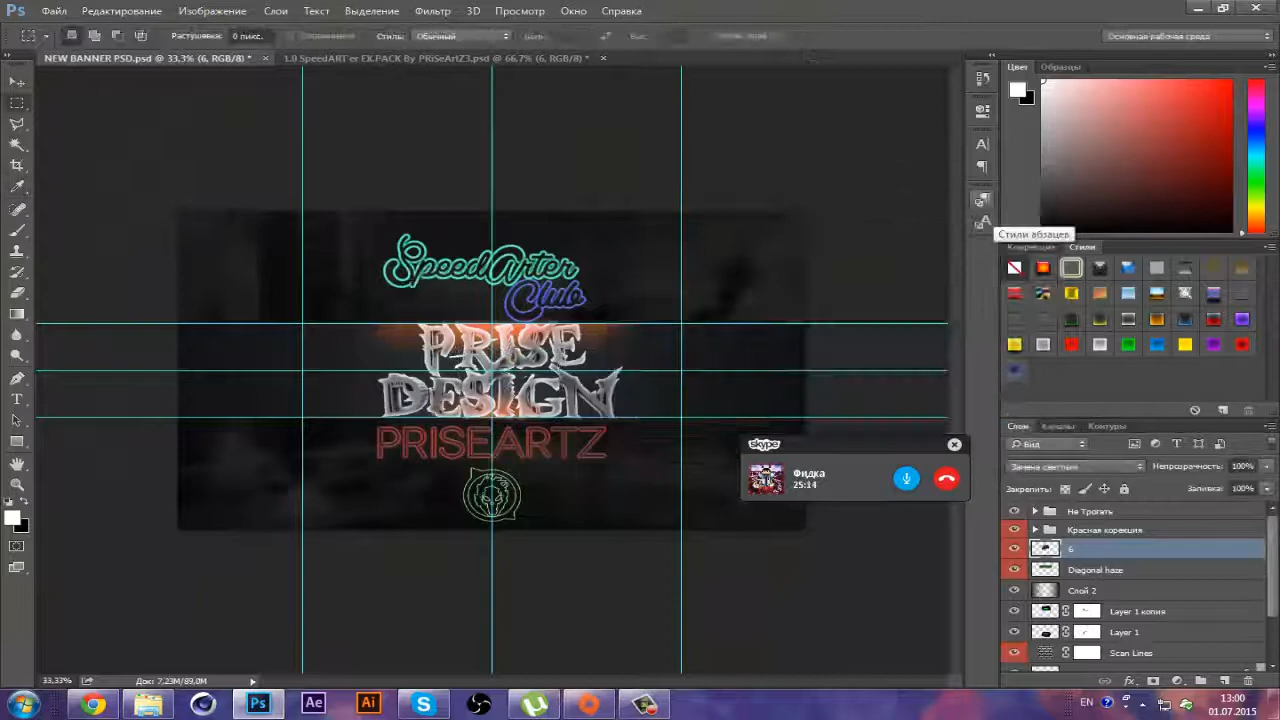 Ps Файл Редактирование Изображение Слои Текст Выделение Фильтр 3D Просмотр Окно Справка
Растушевка: 0 пикс. Стиль: Обычный Основная рабочая среда
NEW BANNER PSD.psd @ 33,3% (6, RGB/8) * × 1.0 SpeedART'er EX.PACK By PRiSeArtZ3.psd @ 66,7% (RGB/8) * ×
Цвет Образцы
Стили абзацев
Коррекция Стили
SpeedArter
Club
PRISE
DESIGN
PRISEARTZ
skype
Фидка
25:14
Слои Каналы Контуры
Вид
Замена светлым Непрозрачность: 100%
Закрепить: Заливка: 100%
Не Трогать
Красная корекция
6
Diagonal haze
Слой 2
Layer 1 копия
Layer 1
Scan Lines
33,33% Док: 7,23M/89,0M
Ps Ae Ai EN 13:00
01.07.2015